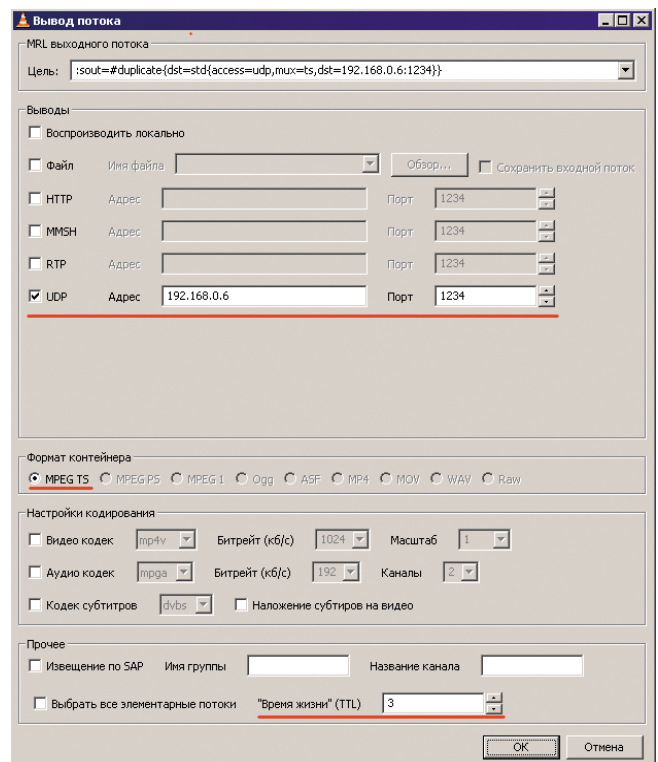 Вывод потока
MRL выходного потока
Цель: :sout=#duplicate{dst=std{access=udp,mux=ts,dst=192.168.0.6:1234}}
Выводы
Воспроизводить локально
Файл Имя файла Обзор... Сохранить входной поток
HTTP Адрес Порт 1234
MMSH Адрес Порт 1234
RTP Адрес Порт 1234
UDP Адрес 192.168.0.6 Порт 1234
Формат контейнера
MPEG TS MPEG PS MPEG 1 Ogg ASF MP4 MOV WAV Raw
Настройки кодирования
Видео кодек mp4v Битрейт (кб/с) 1024 Масштаб 1
Аудио кодек mpga Битрейт (кб/с) 192 Каналы 2
Кодек субтитров dvbs Наложение субтиров на видео
Прочее
Извещение по SAP Имя группы Название канала
Выбрать все элементарные потоки "Время жизни" (TTL) 3
OK Отмена